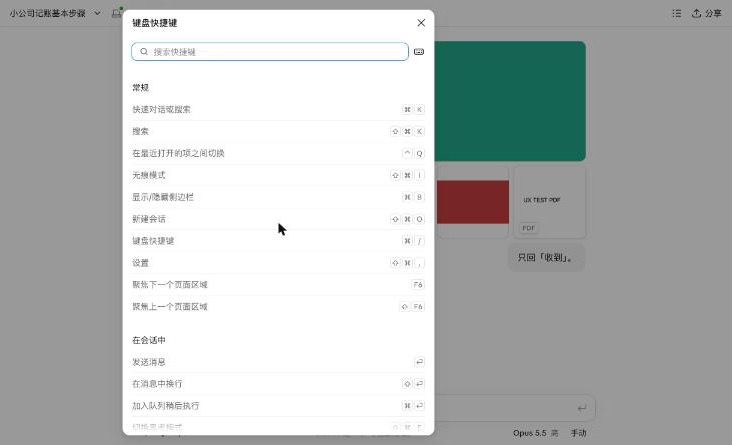 小公司记账基本步骤
分享
键盘快捷键
搜索快捷键
常规
快速对话或搜索 ⌘ K
搜索 ⇧ ⌘ K
在最近打开的项之间切换 ^ Q
无痕模式 ⇧ ⌘ I
显示/隐藏侧边栏 ⌘ B
新建会话 ⇧ ⌘ O
键盘快捷键 ⌘ /
设置 ⇧ ⌘ ,
聚焦下一个页面区域 F6
聚焦上一个页面区域 ⇧ F6
在会话中
发送消息 ↵
在消息中换行 ⇧ ↵
加入队列稍后执行 ⌘ ↵
UX TEST PDF
PDF
只回「收到」。
Opus 5.5 高 手动